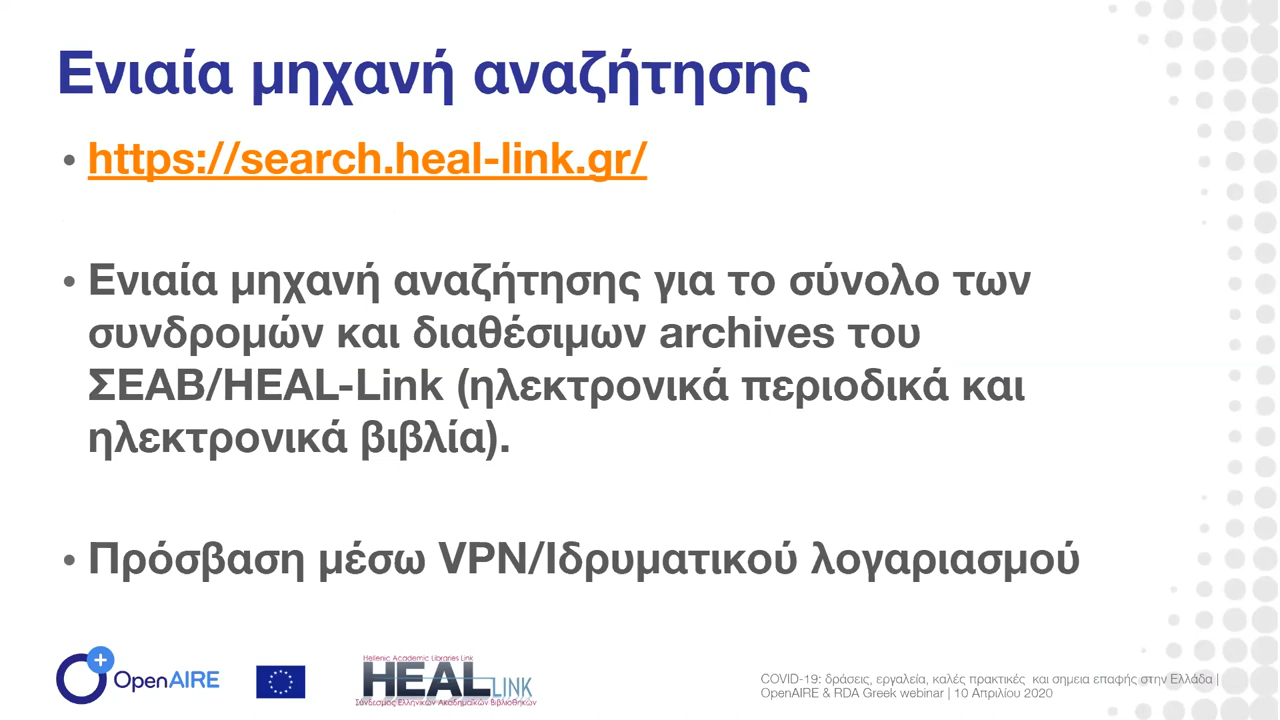 Ενιαία μηχανή αναζήτησης
• https://search.heal-link.gr/
• Ενιαία μηχανή αναζήτησης για το σύνολο των
συνδρομών και διαθέσιμων archives του
ΣΕΑΒ/HEAL-Link (ηλεκτρονικά περιοδικά και
ηλεκτρονικά βιβλία).
• Πρόσβαση μέσω VPN/Ιδρυματικού λογαριασμού
OpenAIRE
Hellenic Academic Libraries Link
HEAL LINK
Σύνδεσμος Ελληνικών Ακαδημαϊκών Βιβλιοθηκών
COVID-19: δράσεις, εργαλεία, καλές πρακτικές και σημεια επαφής στην Ελλάδα |
OpenAIRE & RDA Greek webinar | 10 Απριλίου 2020